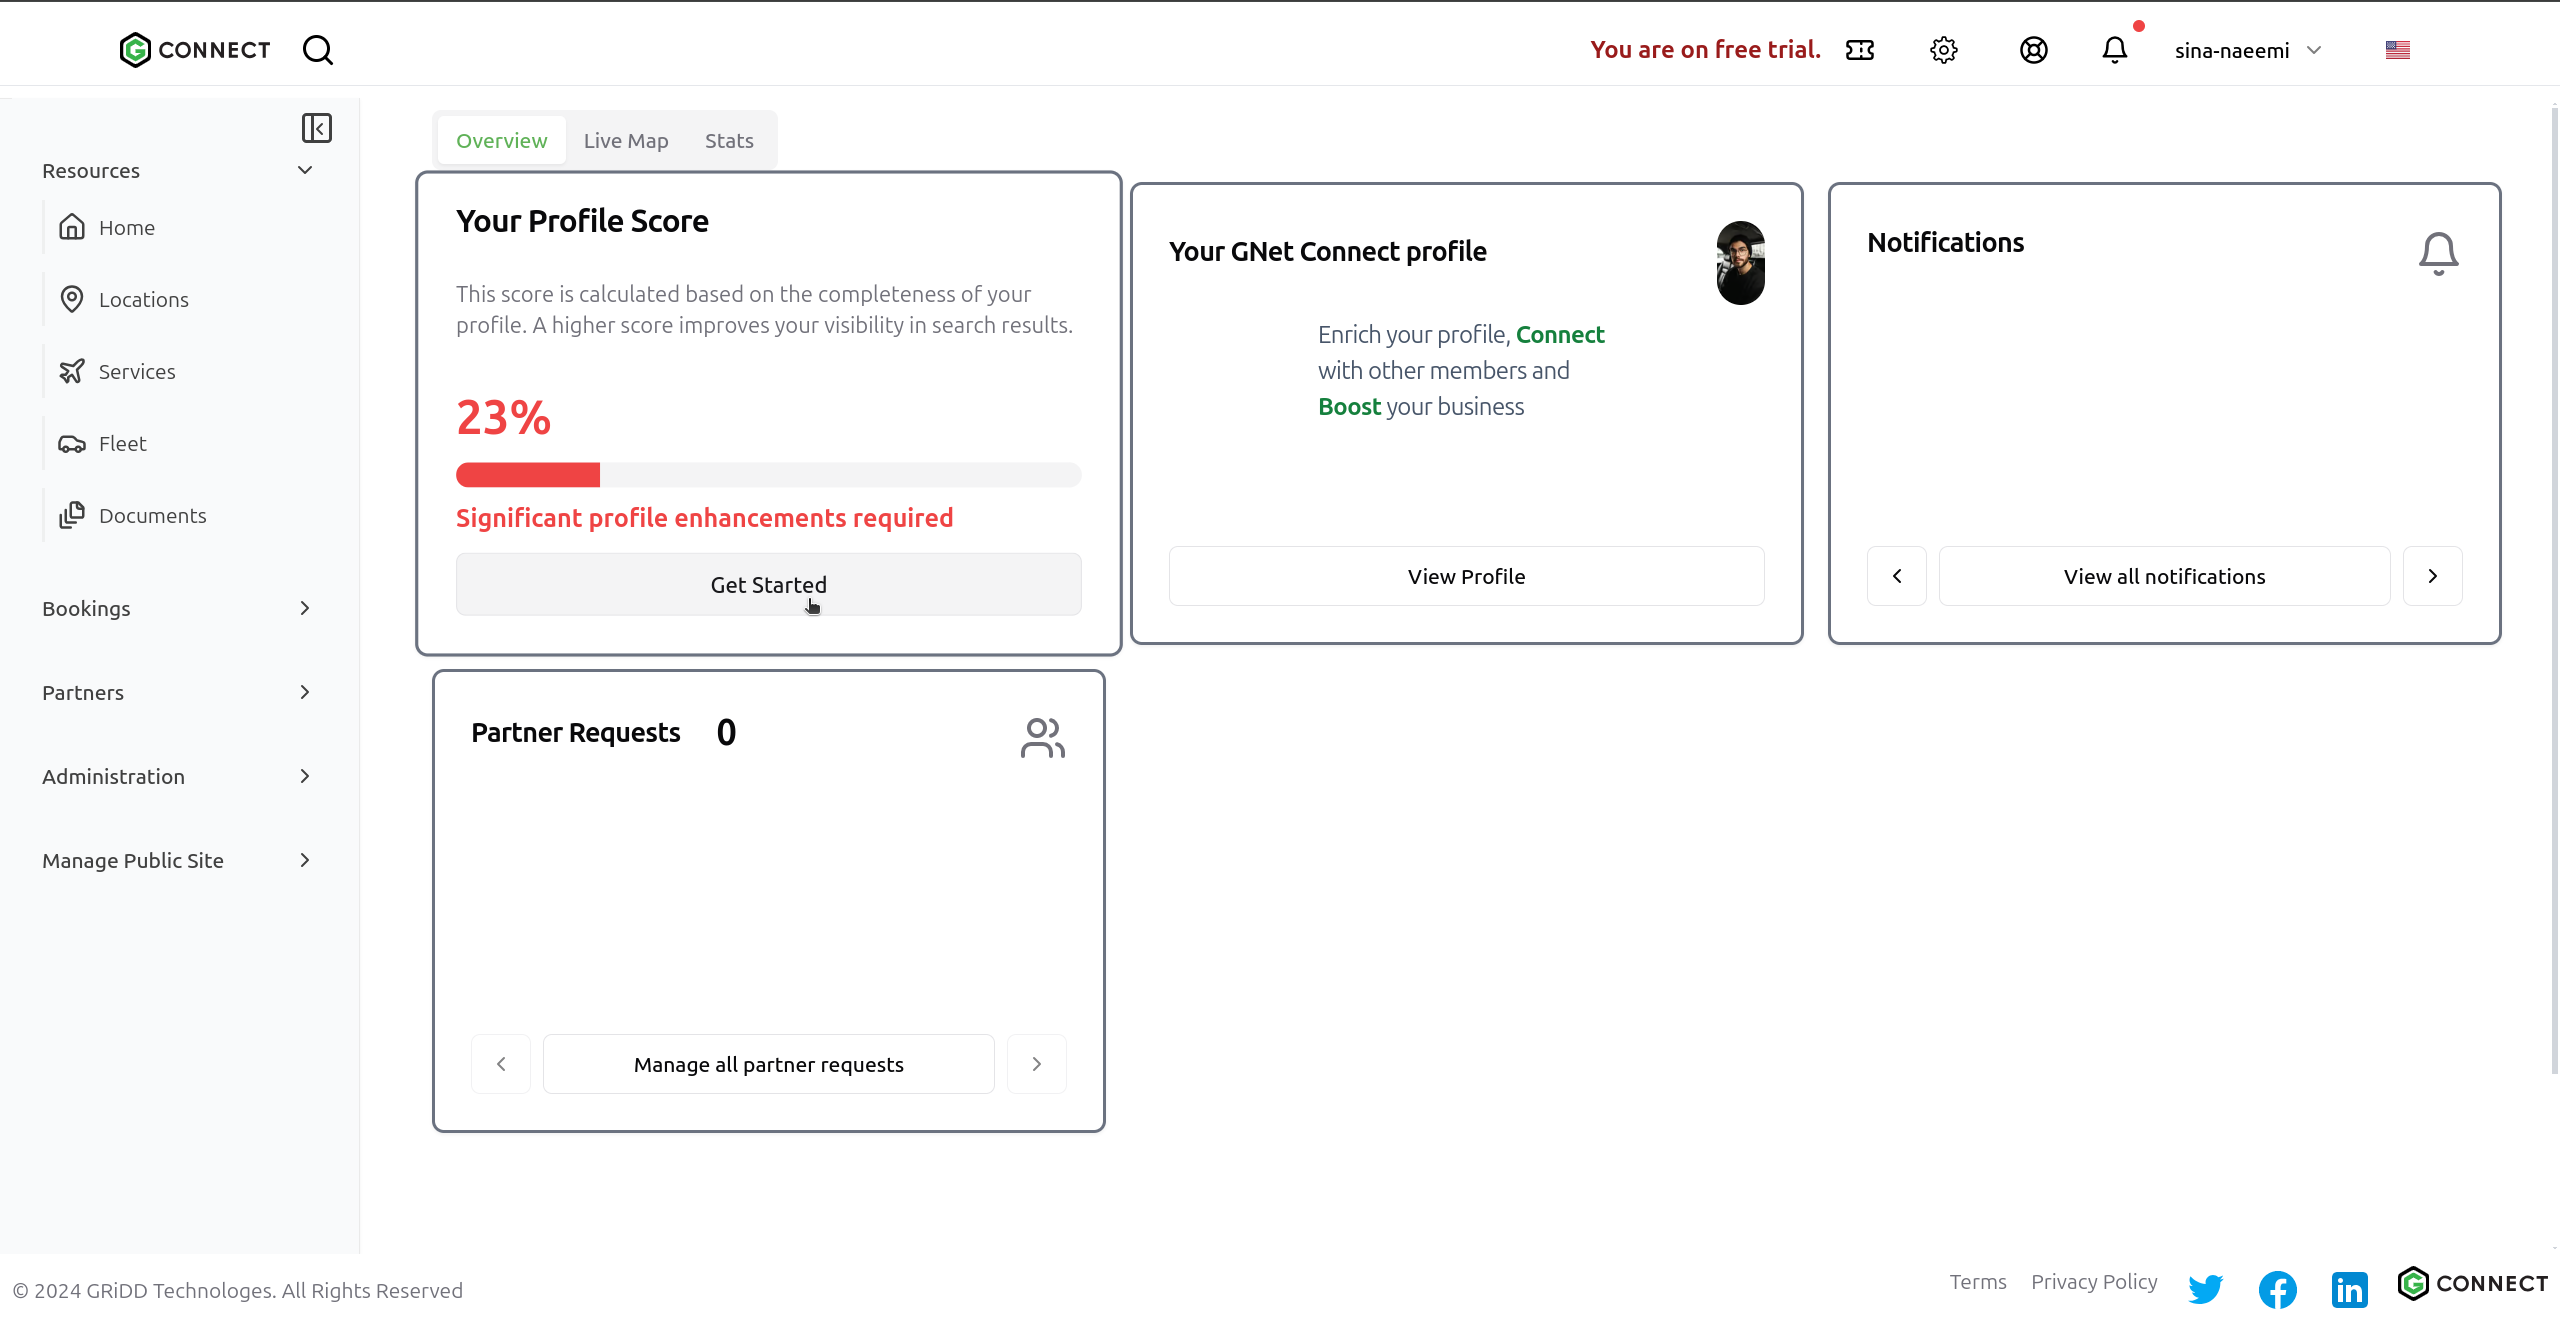 CONNECT
You are on free trial.
sina-naeemi
Resources
Home
Locations
Services
Fleet
Documents
Bookings
Partners
Administration
Manage Public Site
Overview
Live Map
Stats
Your Profile Score
This score is calculated based on the completeness of your
profile. A higher score improves your visibility in search results.
23%
Significant profile enhancements required
Get Started
Your GNet Connect profile
Enrich your profile, Connect
with other members and
Boost your business
View Profile
Notifications
View all notifications
Partner Requests 0
Manage all partner requests
© 2024 GRiDD Technologes. All Rights Reserved
Terms
Privacy Policy
CONNECT